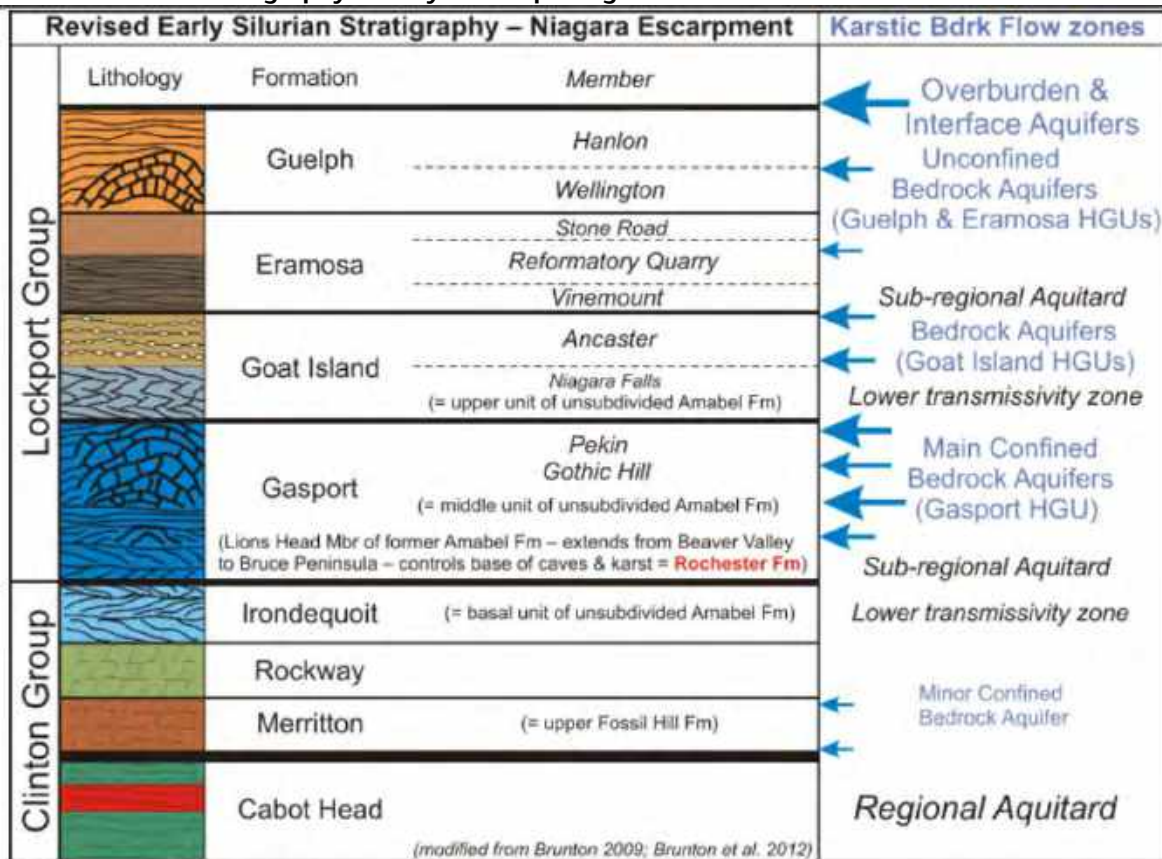 Revised Early Silurian Stratigraphy – Niagara Escarpment
Karstic Bdrk Flow zones
Lithology
Formation
Member
Lockport Group
Guelph
Hanlon
Wellington
Eramosa
Stone Road
Reformatory Quarry
Vinemount
Goat Island
Ancaster
Niagara Falls
(= upper unit of unsubdivided Amabel Fm)
Gasport
Pekin
Gothic Hill
(= middle unit of unsubdivided Amabel Fm)
(Lions Head Mbr of former Amabel Fm – extends from Beaver Valley
to Bruce Peninsula – controls base of caves & karst = Rochester Fm)
Clinton Group
Irondequoit
(= basal unit of unsubdivided Amabel Fm)
Rockway
Merritton
(= upper Fossil Hill Fm)
Cabot Head
(modified from Brunton 2009; Brunton et al. 2012)
Overburden &
Interface Aquifers
Unconfined
Bedrock Aquifers
(Guelph & Eramosa HGUs)
Sub-regional Aquitard
Bedrock Aquifers
(Goat Island HGUs)
Lower transmissivity zone
Main Confined
Bedrock Aquifers
(Gasport HGU)
Sub-regional Aquitard
Lower transmissivity zone
Minor Confined
Bedrock Aquifer
Regional Aquitard